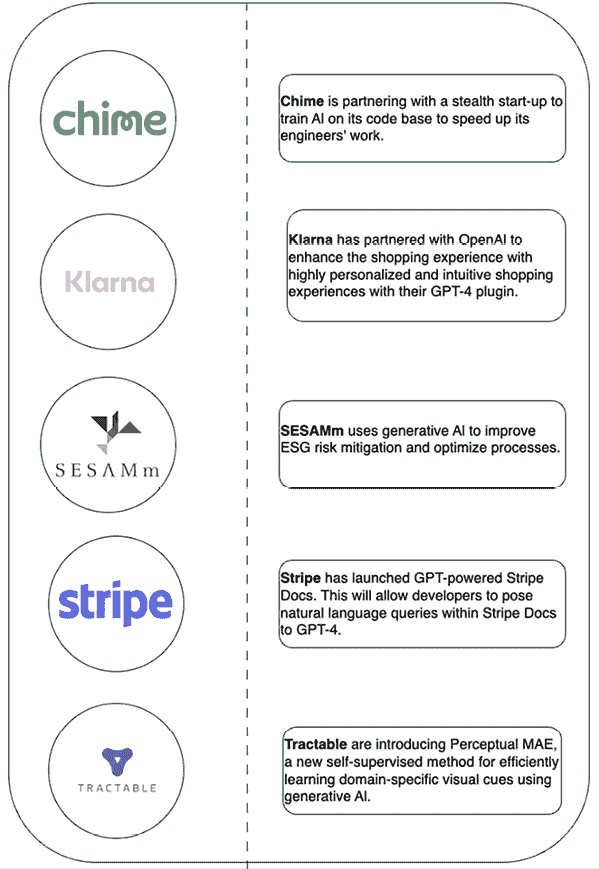 chime
Chime is partnering with a stealth start-up to
train AI on its code base to speed up its
engineers' work.
Klarna
Klarna has partnered with OpenAI to
enhance the shopping experience with
highly personalized and intuitive shopping
experiences with their GPT-4 plugin.
SESAMm
SESAMm uses generative AI to improve
ESG risk mitigation and optimize processes.
stripe
Stripe has launched GPT-powered Stripe
Docs. This will allow developers to pose
natural language queries within Stripe Docs
to GPT-4.
TRACTABLE
Tractable are introducing Perceptual MAE,
a new self-supervised method for efficiently
learning domain-specific visual cues using
generative AI.